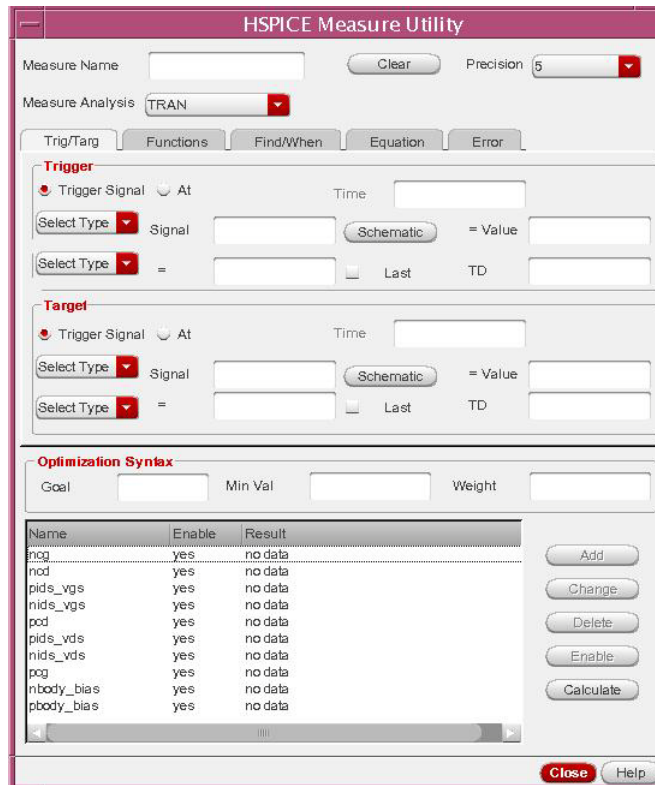 HSPICE Measure Utility
Measure Name Clear Precision 5
Measure Analysis TRAN
Trig/Targ Functions Find/When Equation Error
Trigger
Trigger Signal At Time
Select Type Signal Schematic = Value
Select Type = Last TD
Target
Trigger Signal At Time
Select Type Signal Schematic = Value
Select Type = Last TD
Optimization Syntax
Goal Min Val Weight
Name Enable Result
ncg yes no data
ncd yes no data
pids_vgs yes no data
nids_vgs yes no data
pcd yes no data
pids_vds yes no data
nids_vds yes no data
pcg yes no data
nbody_bias yes no data
pbody_bias yes no data
Add
Change
Delete
Enable
Calculate
Close Help